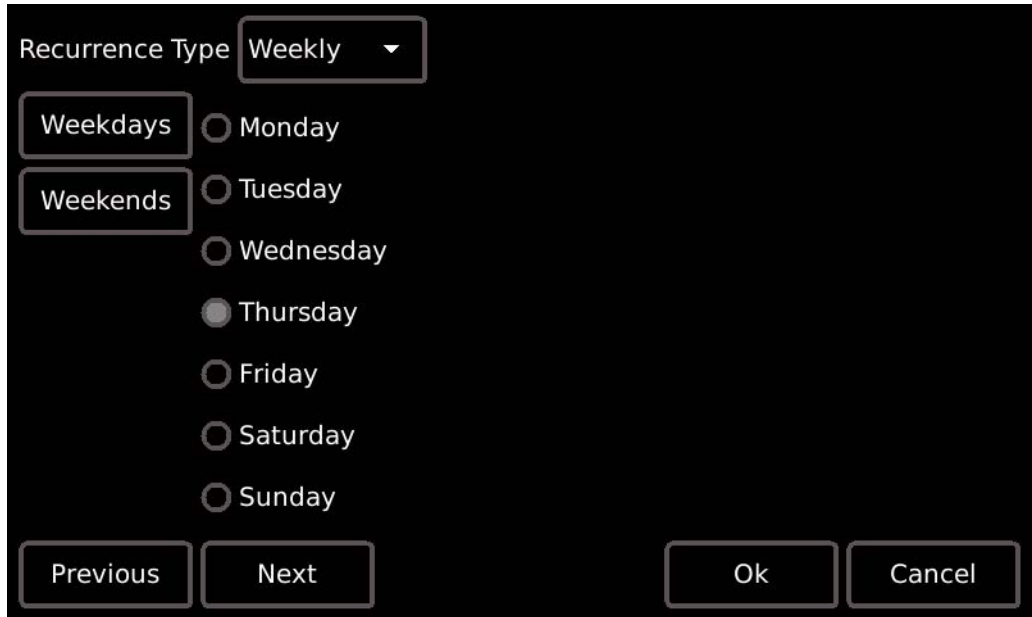 Recurrence Type Weekly
Weekdays
Weekends
Monday
Tuesday
Wednesday
Thursday
Friday
Saturday
Sunday
Previous Next Ok Cancel